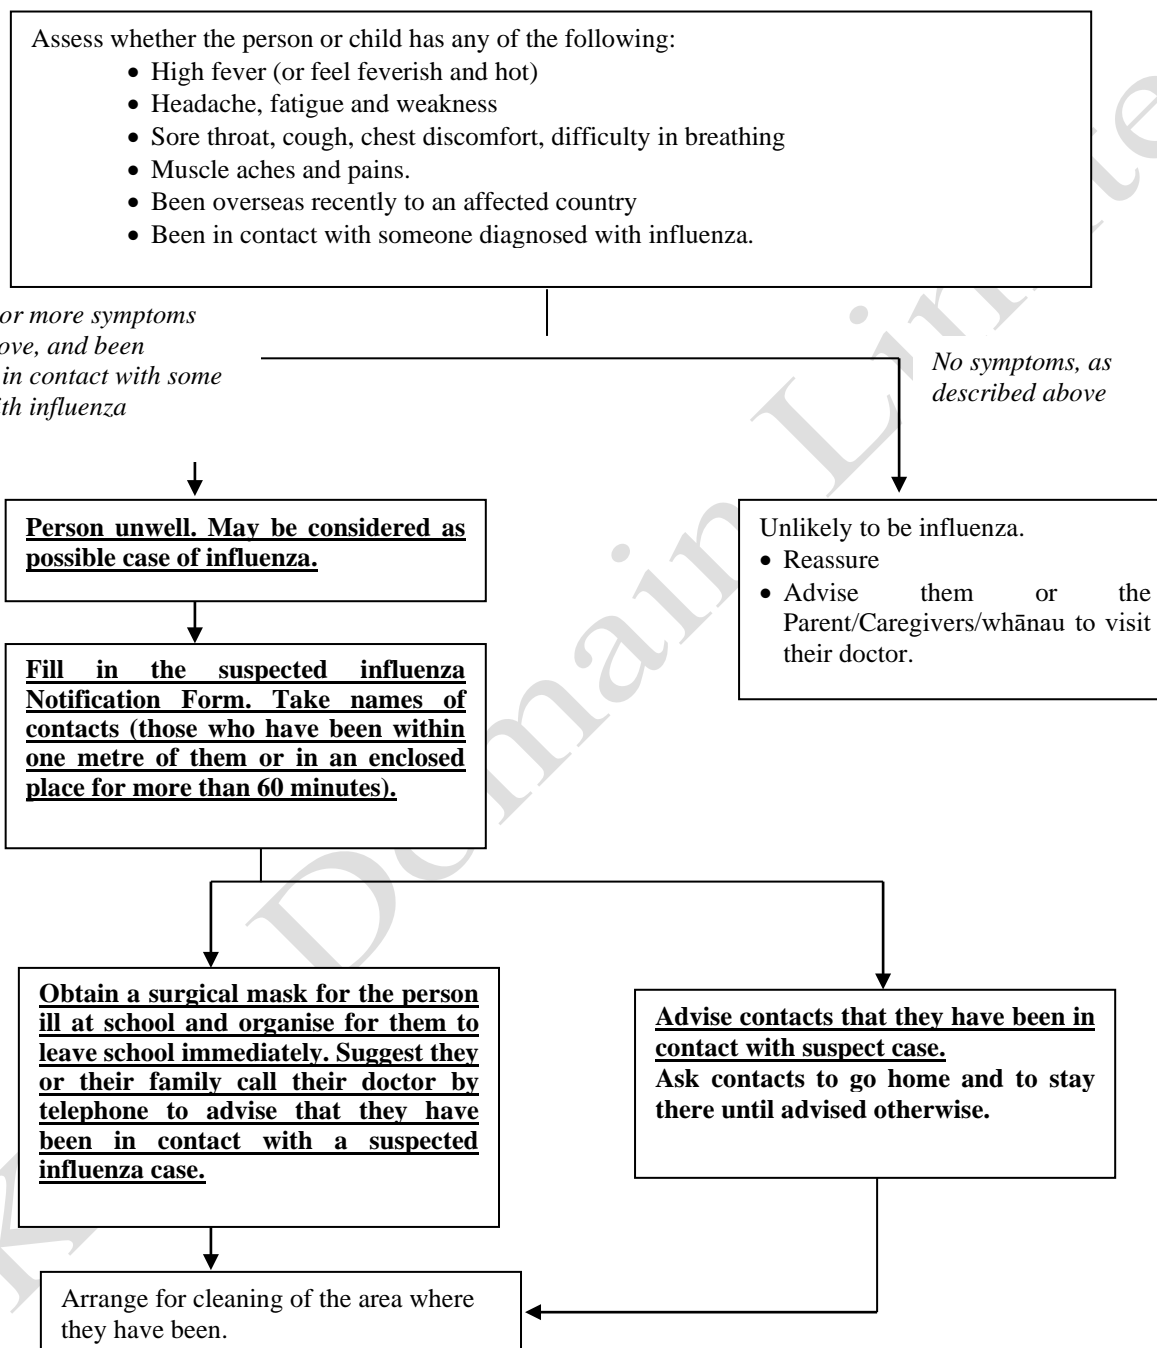 Assess whether the person or child has any of the following:
• High fever (or feel feverish and hot)
• Headache, fatigue and weakness
• Sore throat, cough, chest discomfort, difficulty in breathing
• Muscle aches and pains.
• Been overseas recently to an affected country
• Been in contact with someone diagnosed with influenza.
or more symptoms
ove, and been
in contact with some
ith influenza
No symptoms, as
described above
Person unwell. May be considered as
possible case of influenza.
Unlikely to be influenza.
• Reassure
• Advise them or the
Parent/Caregivers/whānau to visit
their doctor.
Fill in the suspected influenza
Notification Form. Take names of
contacts (those who have been within
one metre of them or in an enclosed
place for more than 60 minutes).
Obtain a surgical mask for the person
ill at school and organise for them to
leave school immediately. Suggest they
or their family call their doctor by
telephone to advise that they have
been in contact with a suspected
influenza case.
Advise contacts that they have been in
contact with suspect case.
Ask contacts to go home and to stay
there until advised otherwise.
Arrange for cleaning of the area where
they have been.
Domain Limite